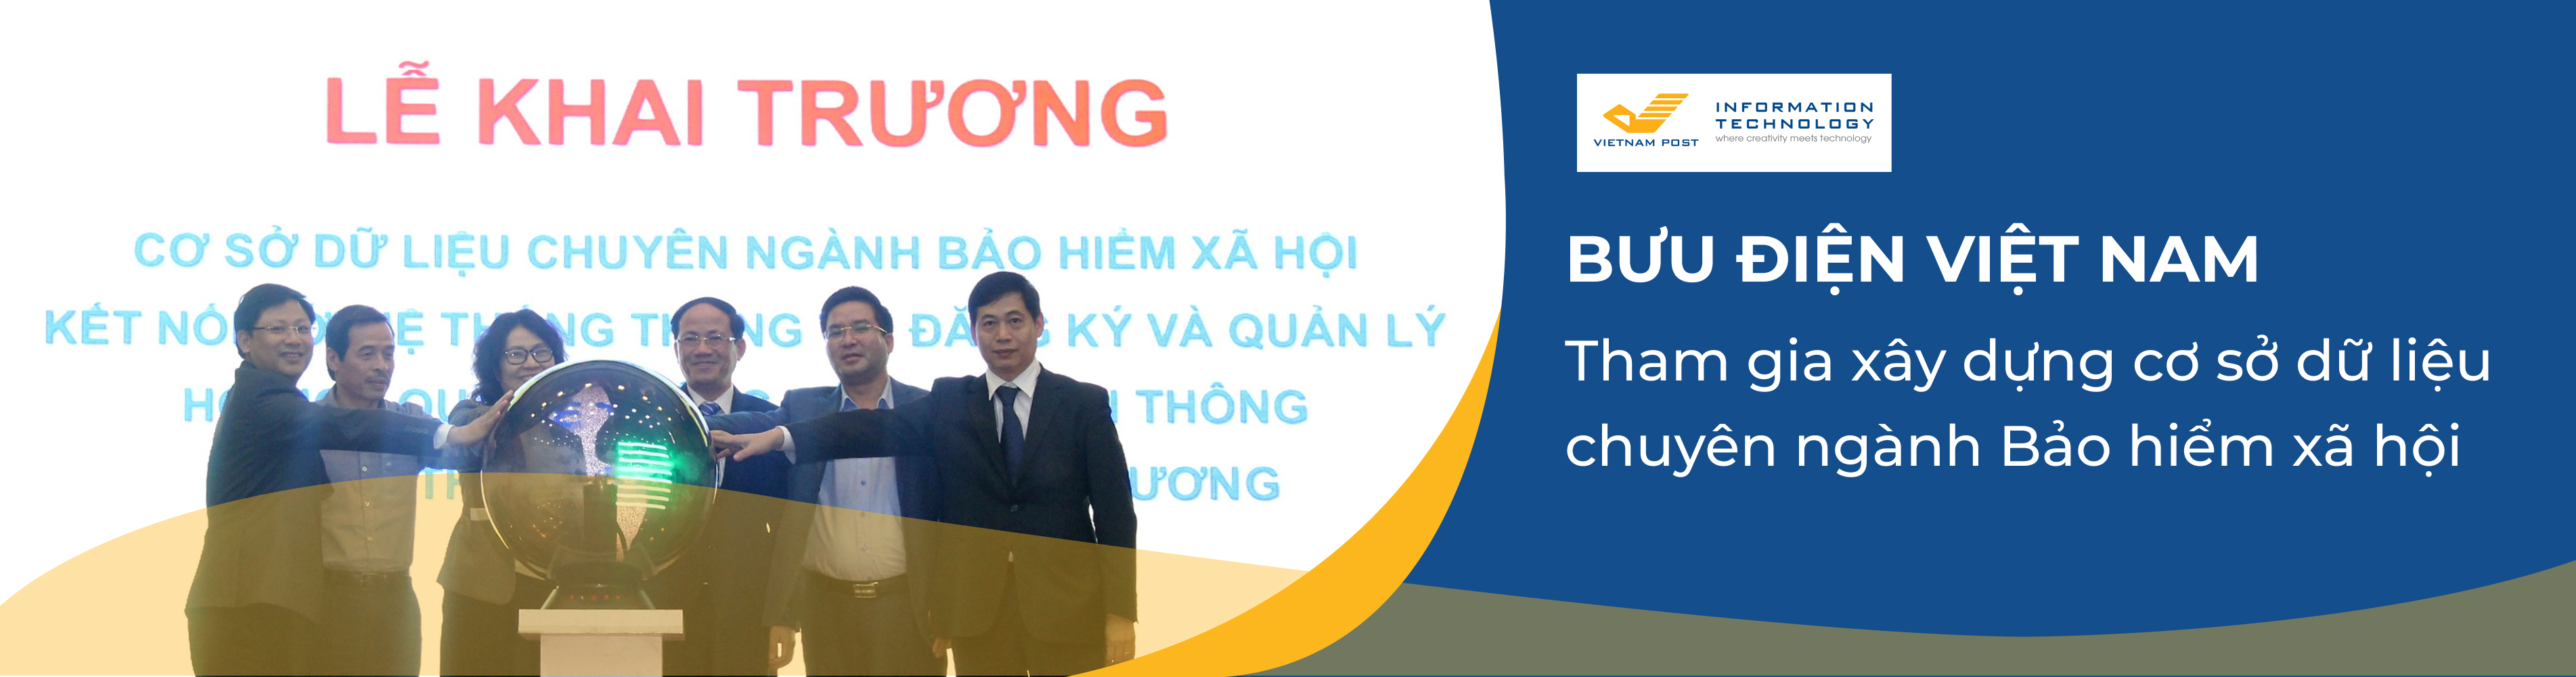 LỄ KHAI TRƯƠNG
CƠ SỞ DỮ LIỆU CHUYÊN NGÀNH BẢO HIỂM XÃ HỘI
KẾT NỐI ĐĂNG KÝ VÀ QUẢN LÝ
THÔNG
VIETNAM POST
INFORMATION
TECHNOLOGY
where creativity meets technology
BƯU ĐIỆN VIỆT NAM
Tham gia xây dựng cơ sở dữ liệu
chuyên ngành Bảo hiểm xã hội